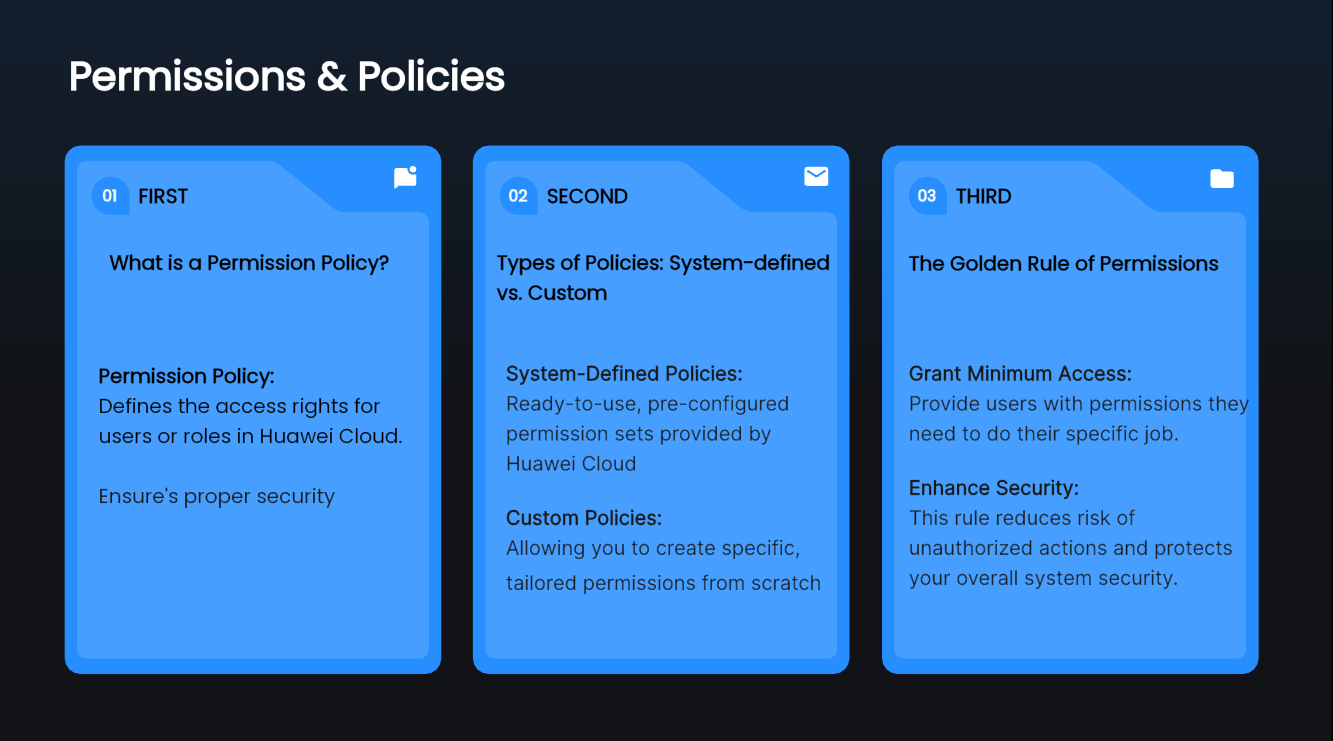 Permissions & Policies
01 FIRST
What is a Permission Policy?
Permission Policy:
Defines the access rights for
users or roles in Huawei Cloud.
Ensure's proper security
02 SECOND
Types of Policies: System-defined
vs. Custom
System-Defined Policies:
Ready-to-use, pre-configured
permission sets provided by
Huawei Cloud
Custom Policies:
Allowing you to create specific,
tailored permissions from scratch
03 THIRD
The Golden Rule of Permissions
Grant Minimum Access:
Provide users with permissions they
need to do their specific job.
Enhance Security:
This rule reduces risk of
unauthorized actions and protects
your overall system security.